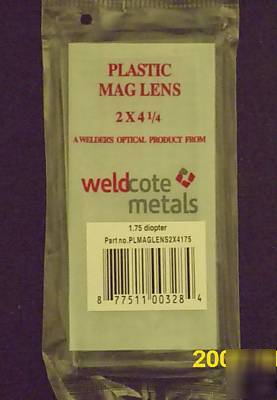 PLASTIC
MAG LENS
2 X 4 1/4
A WELDER'S OPTICAL PRODUCT FROM
weldcote
metals
1.75 diopter
Part no.PLMAGLENS2X4175
8 77511 00328 4
200